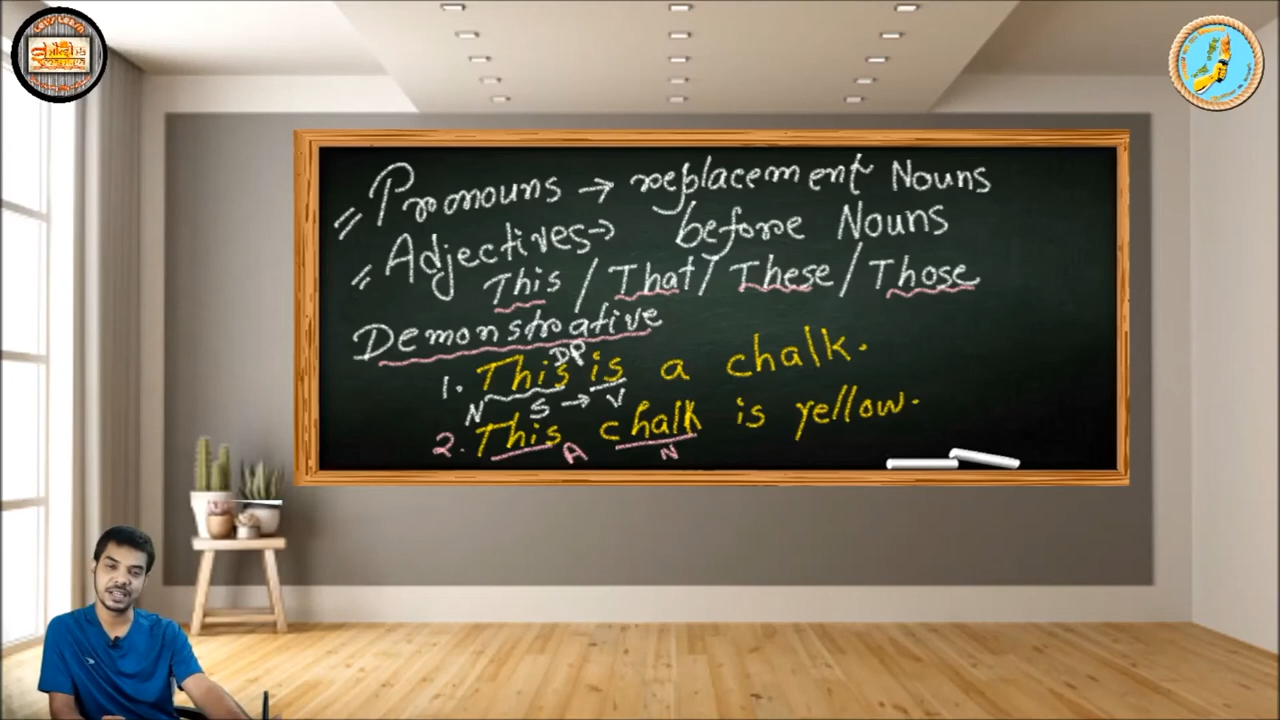 = Pronouns → replacement Nouns
= Adjectives → before Nouns
This / That / These / Those
Demonstrative
DP
1. This is a chalk.
N S → V
2. This chalk is yellow.
A N